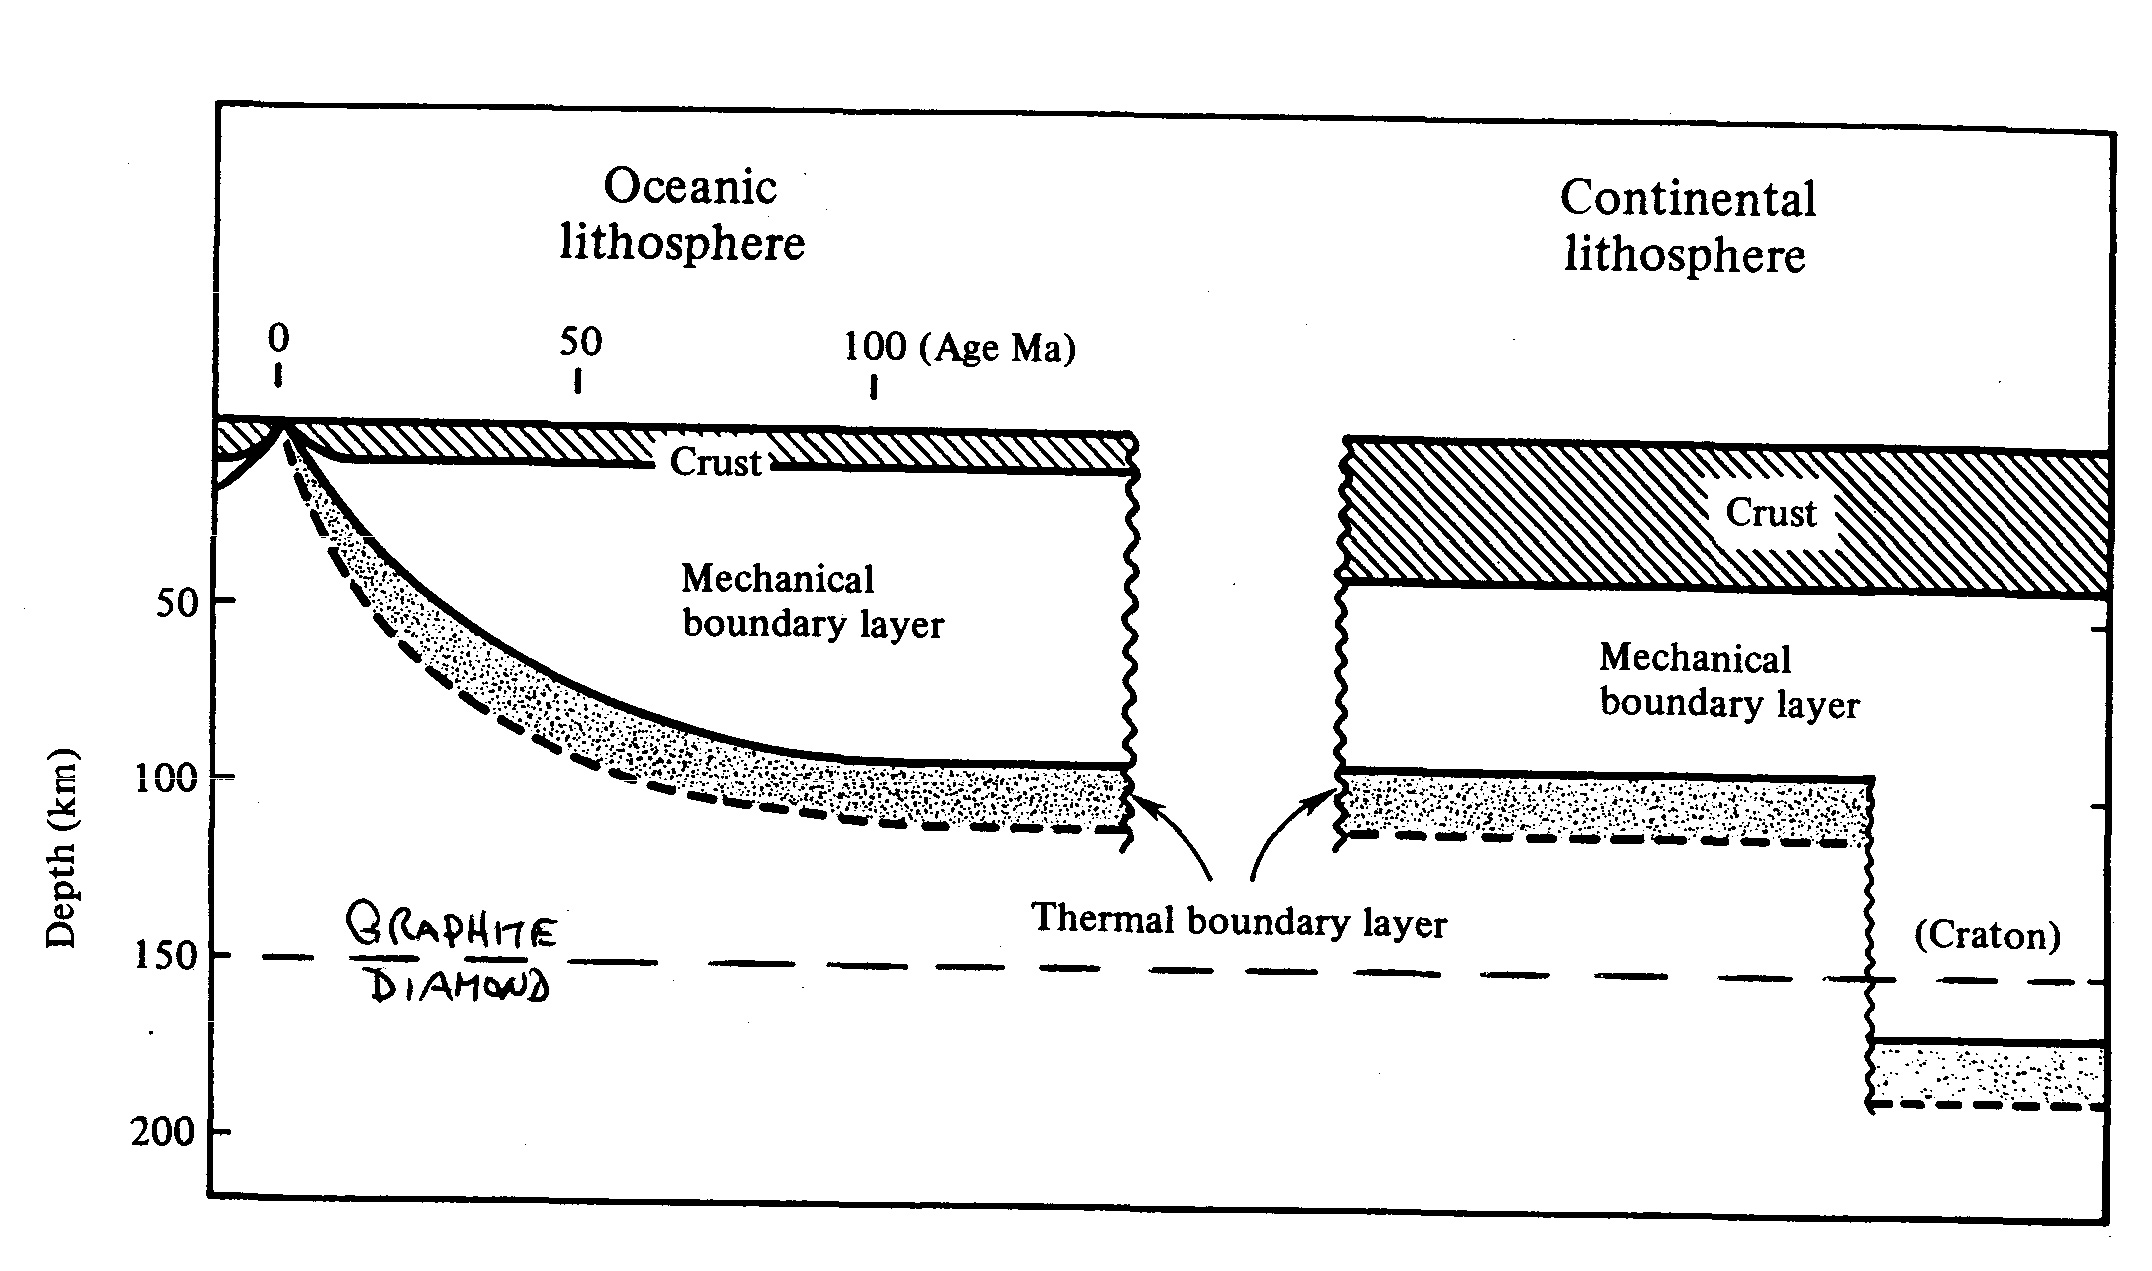 Oceanic
lithosphere
Continental
lithosphere
0
50
100 (Age Ma)
Crust
Crust
Mechanical
boundary layer
Mechanical
boundary layer
50
100
150
200
Depth (km)
Thermal boundary layer
(Craton)
GRAPHITE
DIAMOND